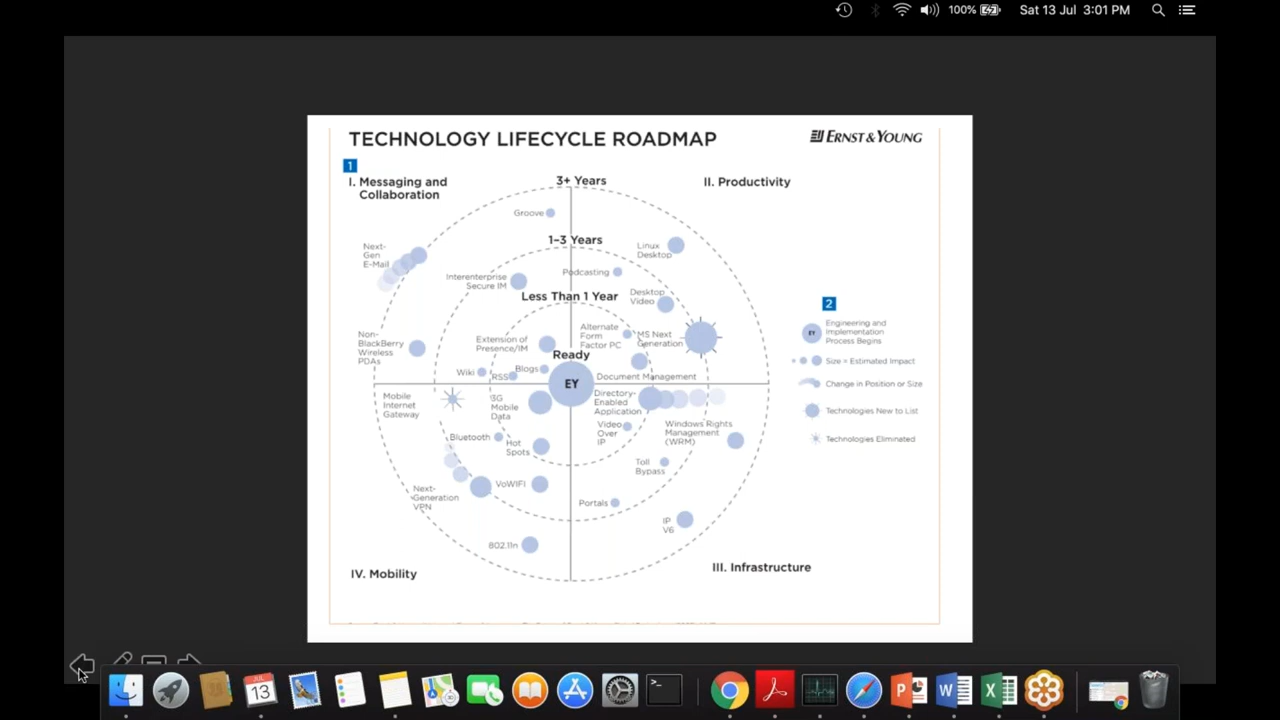 100%
Sat 13 Jul 3:01 PM
TECHNOLOGY LIFECYCLE ROADMAP
ERNST & YOUNG
1
I. Messaging and
Collaboration
3+ Years
II. Productivity
Groove
1–3 Years
Next-
Gen
E-Mail
Linux
Desktop
Interenterprise
Secure IM
Podcasting
Less Than 1 Year
Desktop
Video
2
Engineering and
Implementation
Process Begins
EY
Size = Estimated Impact
Change in Position or Size
Technologies New to List
Technologies Eliminated
Non-
BlackBerry
Wireless
PDAs
Extension of
Presence/IM
Alternate
Form
Factor PC
MS Next
Generation
Ready
Wiki
RSS
Blogs
EY
Document Management
Mobile
Internet
Gateway
3G
Mobile
Data
Directory-
Enabled
Application
Bluetooth
Hot
Spots
Video
Over
IP
Windows Rights
Management
(WRM)
Toll
Bypass
Next-
Generation
VPN
VoWIFI
Portals
IP
V6
802.11n
IV. Mobility
III. Infrastructure
JUL
13